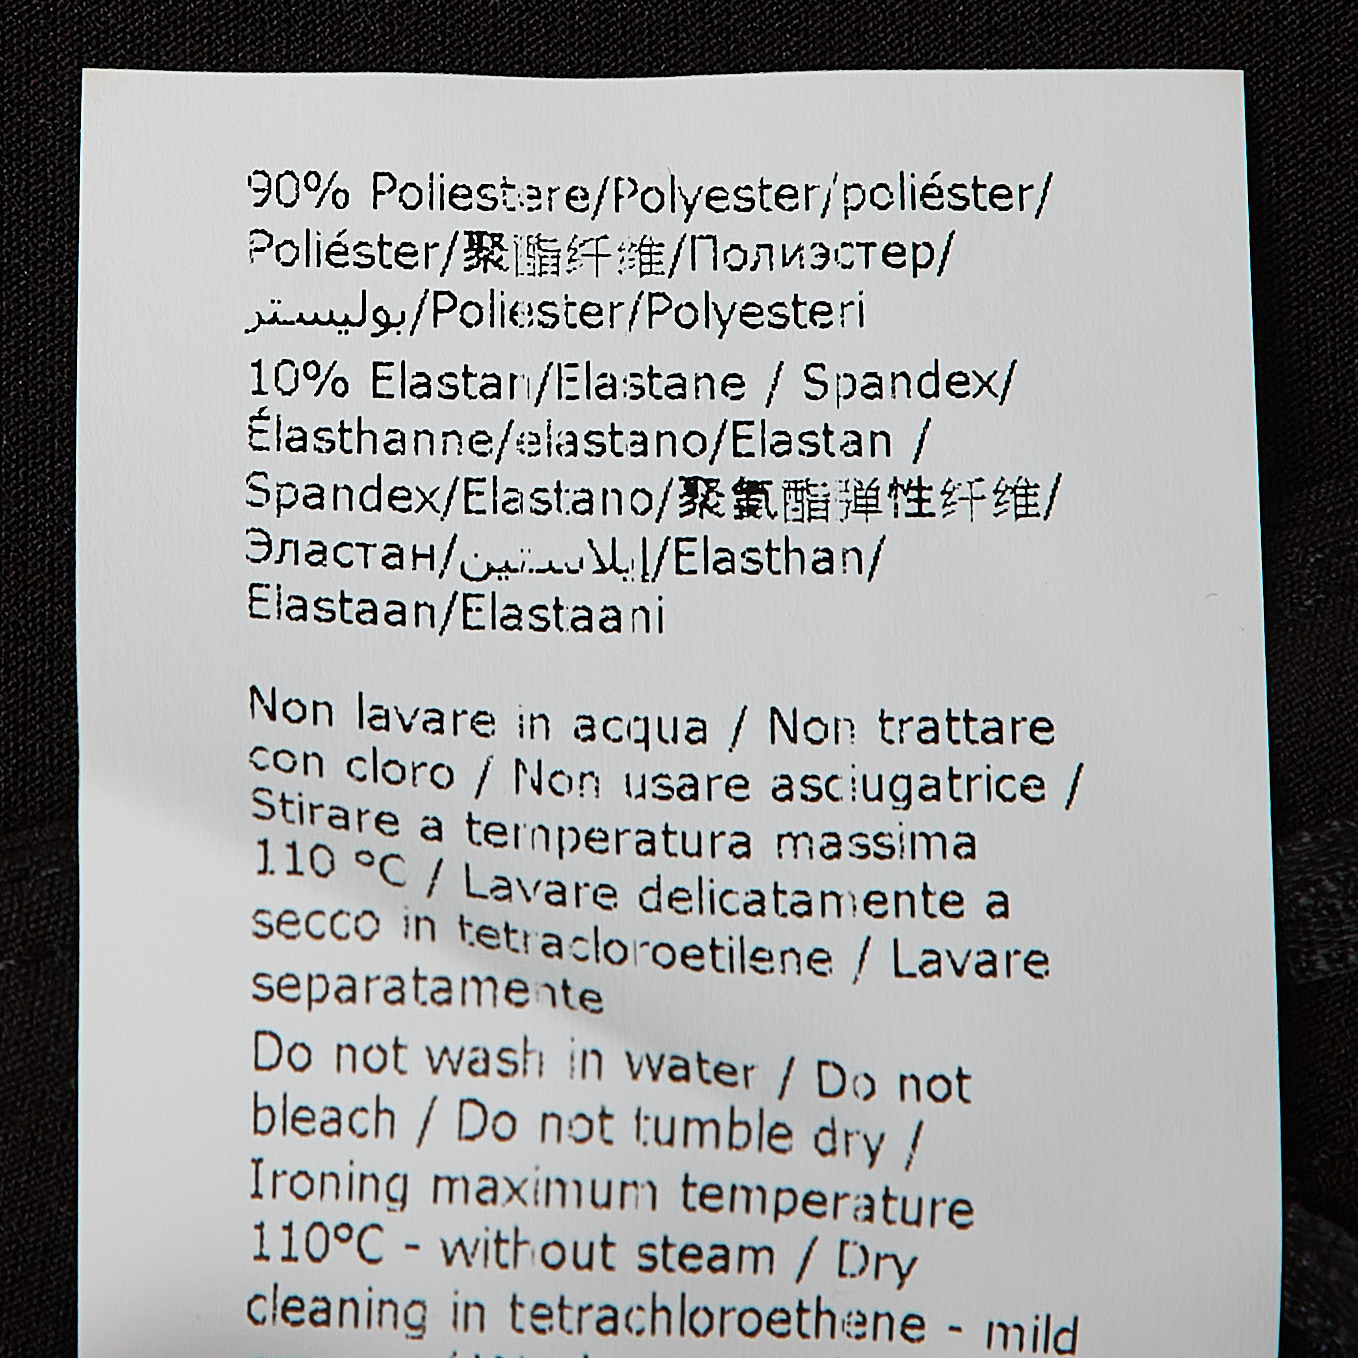 90% Poliestere/Polyester/poliéster/
Poliéster/聚酯纤维/Полиэстер/
بوليستر/Poliester/Polyesteri
10% Elastan/Elastane / Spandex/
Élasthanne/elastano/Elastan /
Spandex/Elastano/聚氨酯弹性纤维/
Эластан/إيلاستين/Elasthan/
Elastaan/Elastaani
Non lavare in acqua / Non trattare
con cloro / Non usare asciugatrice /
Stirare a temperatura massima
110 °C / Lavare delicatamente a
secco in tetracloroetilene / Lavare
separatamente
Do not wash in water / Do not
bleach / Do not tumble dry /
Ironing maximum temperature
110°C - without steam / Dry
cleaning in tetrachloroethene - mild